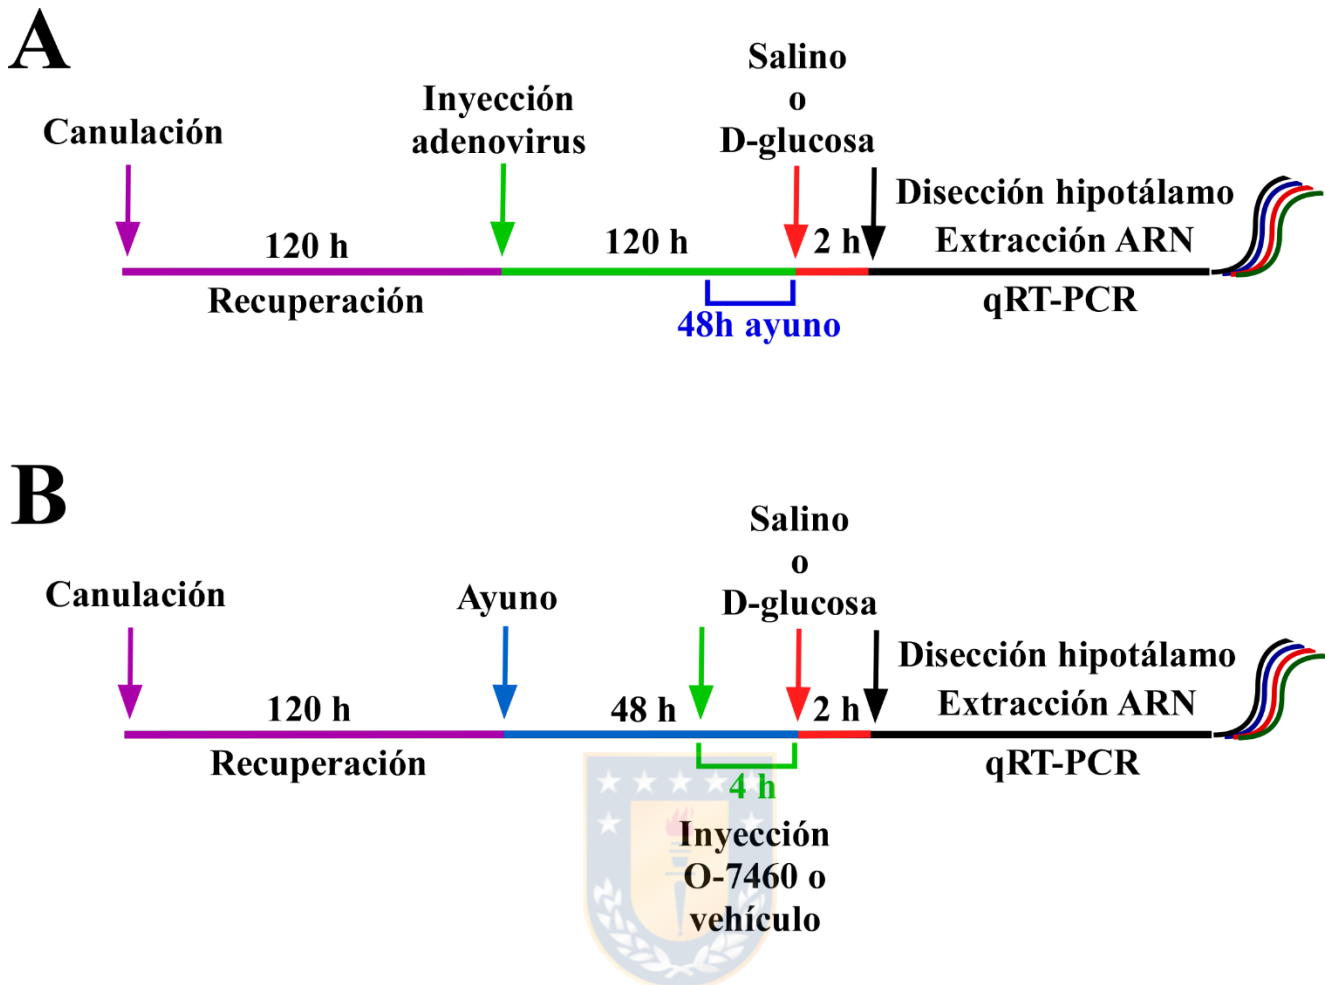 A
Salino
o
D-glucosa
Inyección
adenovirus
Canulación
Disección hipotálamo
Extracción ARN
120 h
120 h
2 h
Recuperación
qRT-PCR
48h ayuno
B
Salino
o
D-glucosa
Canulación
Ayuno
Disección hipotálamo
Extracción ARN
120 h
48 h
2 h
Recuperación
qRT-PCR
4 h
Inyección
O-7460 o
vehículo